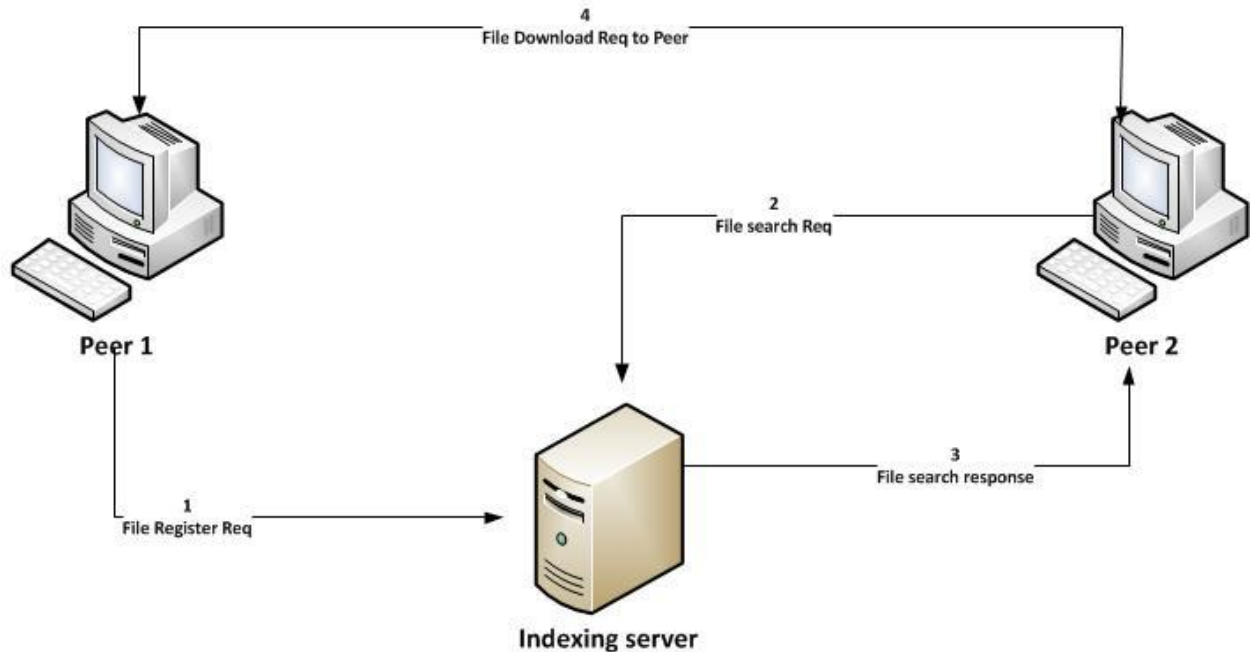 4
File Download Req to Peer
2
File search Req
Peer 1
Peer 2
3
File search response
1
File Register Req
Indexing server